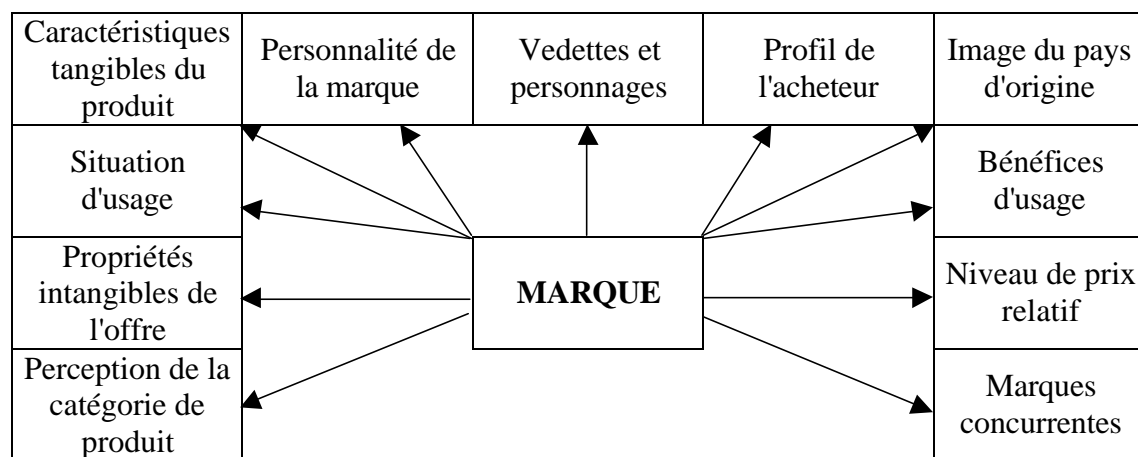 Caractéristiques
tangibles du
produit
Personnalité de
la marque
Vedettes et
personnages
Profil de
l'acheteur
Image du pays
d'origine
Situation
d'usage
Bénéfices
d'usage
Propriétés
intangibles de
l'offre
MARQUE
Niveau de prix
relatif
Perception de la
catégorie de
produit
Marques
concurrentes